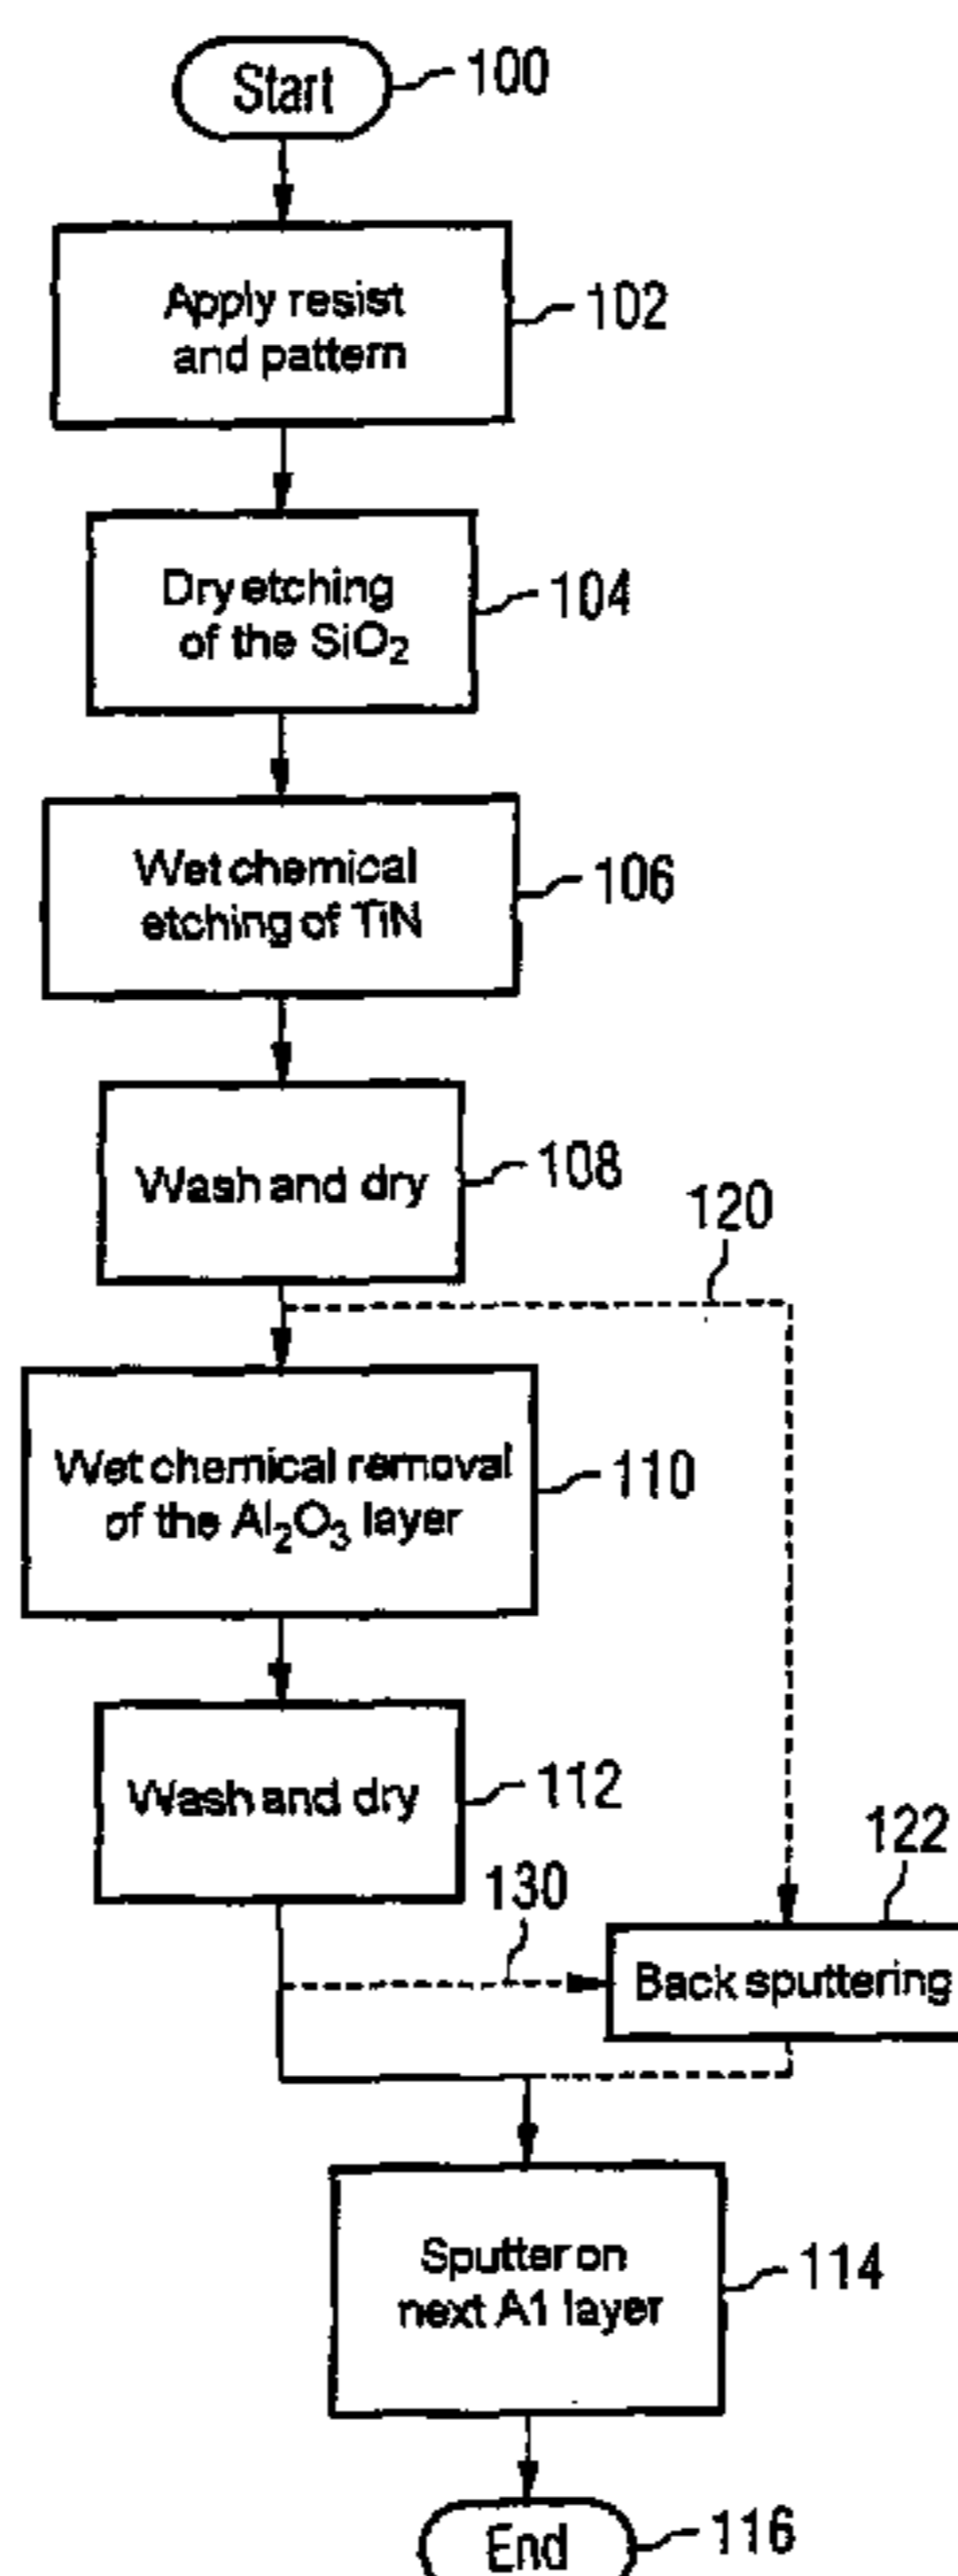 Start
100
Apply resist
and pattern
102
Dry etching
of the SiO₂
104
Wet chemical
etching of TiN
106
Wash and dry
108
120
Wet chemical removal
of the Al₂O₃ layer
110
Wash and dry
112
130
122
Back sputtering
Sputter on
next A1 layer
114
End
116